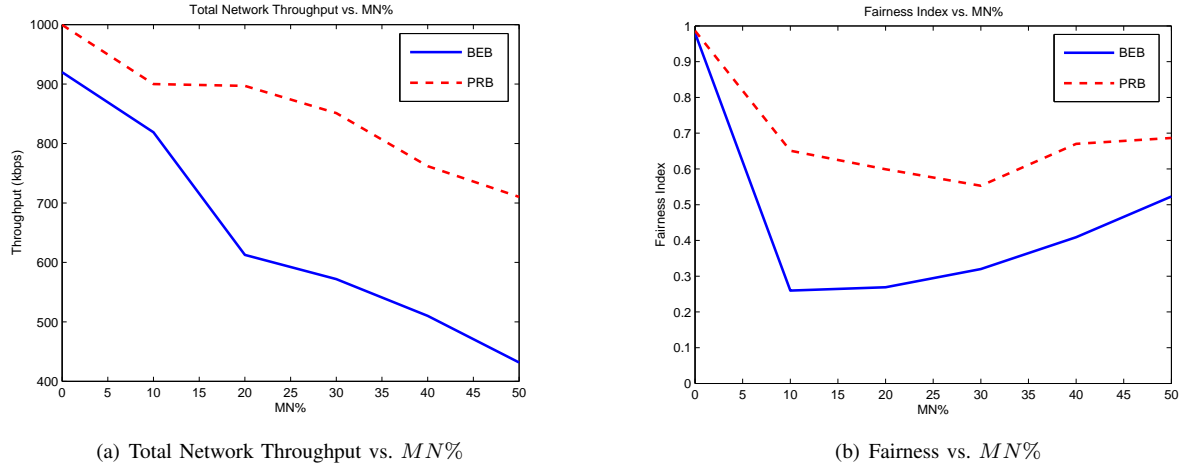 Total Network Throughput vs. MN%
1000
900
800
700
600
500
400
Throughput (kbps)
0 5 10 15 20 25 30 35 40 45 50
MN%
BEB
PRB
(a) Total Network Throughput vs. MN%
Fairness Index vs. MN%
1
0.9
0.8
0.7
0.6
0.5
0.4
0.3
0.2
0.1
0
Fairness Index
0 5 10 15 20 25 30 35 40 45 50
MN%
BEB
PRB
(b) Fairness vs. MN%